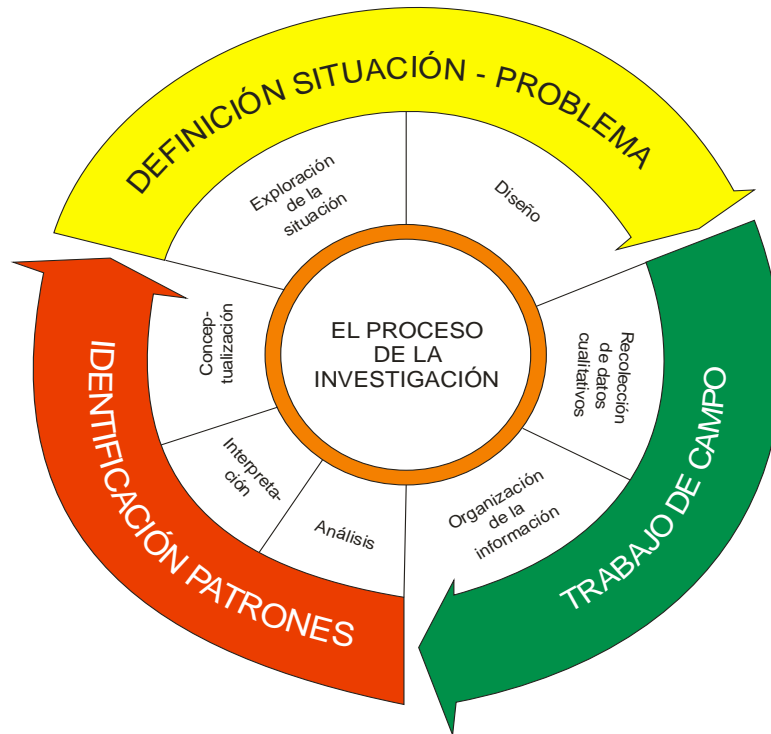 DEFINICIÓN SITUACIÓN - PROBLEMA
Exploración
de la
situación
Diseño
EL PROCESO
DE LA
INVESTIGACIÓN
Recolección
de datos
cualitativos
TRABAJO DE CAMPO
Organización
de la
información
Análisis
Interpreta-
ción
Concep-
tualización
IDENTIFICACIÓN PATRONES